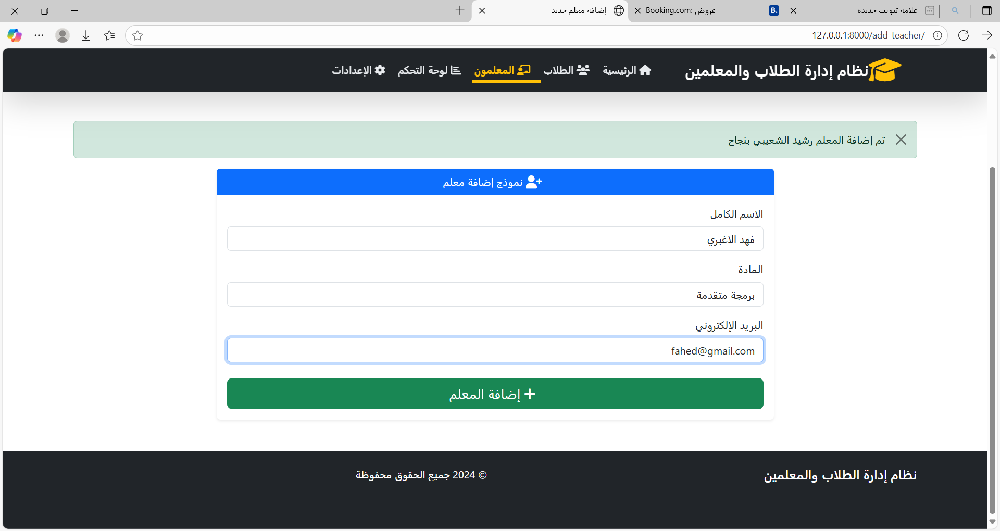 علامة تبويب جديدة
Booking.com: عروض
إضافة معلم جديد
127.0.0.1:8000/add_teacher/
نظام إدارة الطلاب والمعلمين
الرئيسية
الطلاب
المعلمون
لوحة التحكم
الإعدادات
تم إضافة المعلم رشيد الشعيبي بنجاح
نموذج إضافة معلم
الاسم الكامل
فهد الاغبري
المادة
برمجة متقدمة
البريد الإلكتروني
fahed@gmail.com
إضافة المعلم
نظام إدارة الطلاب والمعلمين
© 2024 جميع الحقوق محفوظة